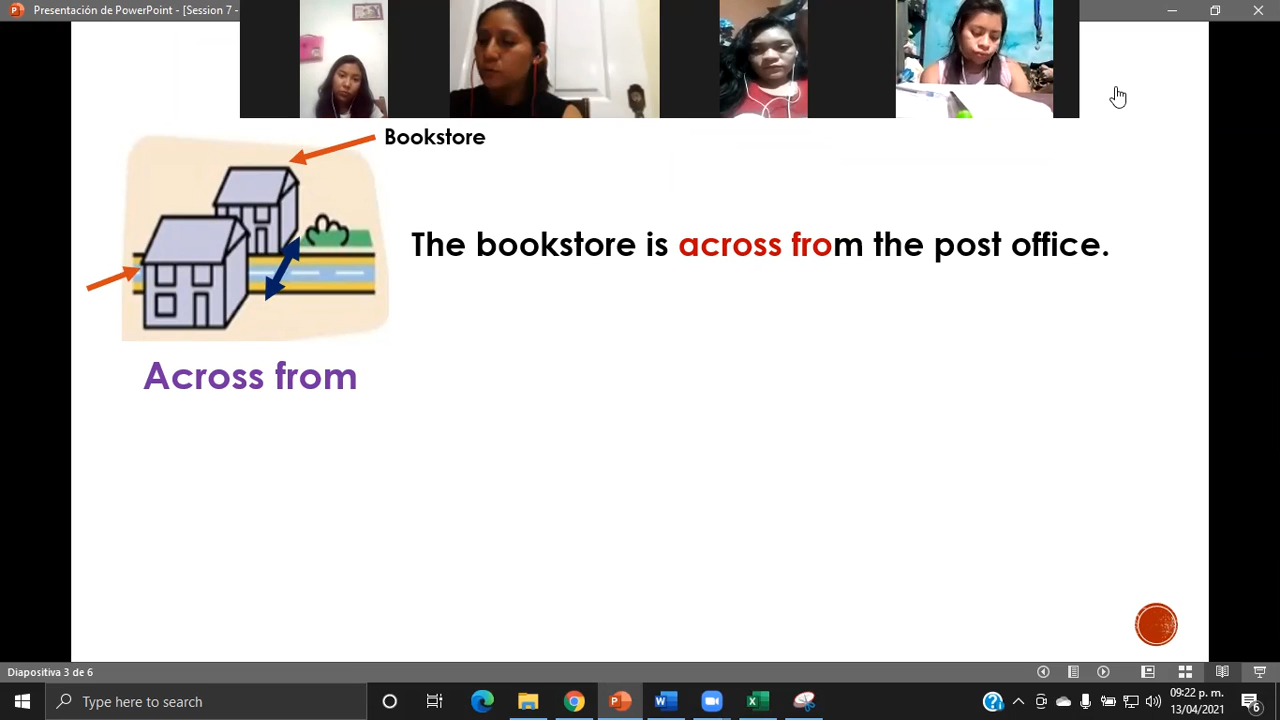 Presentación de PowerPoint - [Session 7 -
Bookstore
The bookstore is across from the post office.
Across from
Diapositiva 3 de 6
Type here to search
09:22 p. m.
13/04/2021
6